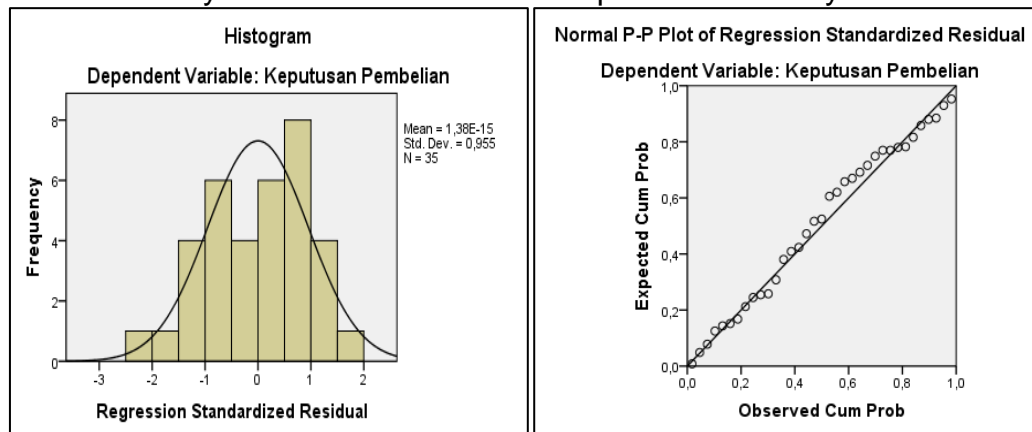 Histogram
Dependent Variable: Keputusan Pembelian
Mean = 1,38E-15
Std. Dev. = 0,955
N = 35
Frequency
8
6
4
2
0
-3 -2 -1 0 1 2
Regression Standardized Residual
Normal P-P Plot of Regression Standardized Residual
Dependent Variable: Keputusan Pembelian
Expected Cum Prob
1,0
0,8
0,6
0,4
0,2
0,0
0,0 0,2 0,4 0,6 0,8 1,0
Observed Cum Prob